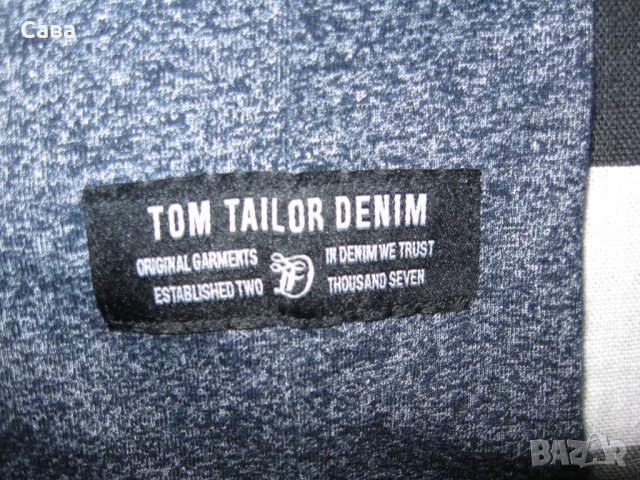 Сава
TOM TAILOR DENIM
ORIGINAL GARMENTS IN DENIM WE TRUST
ESTABLISHED TWO THOUSAND SEVEN
BAZAR